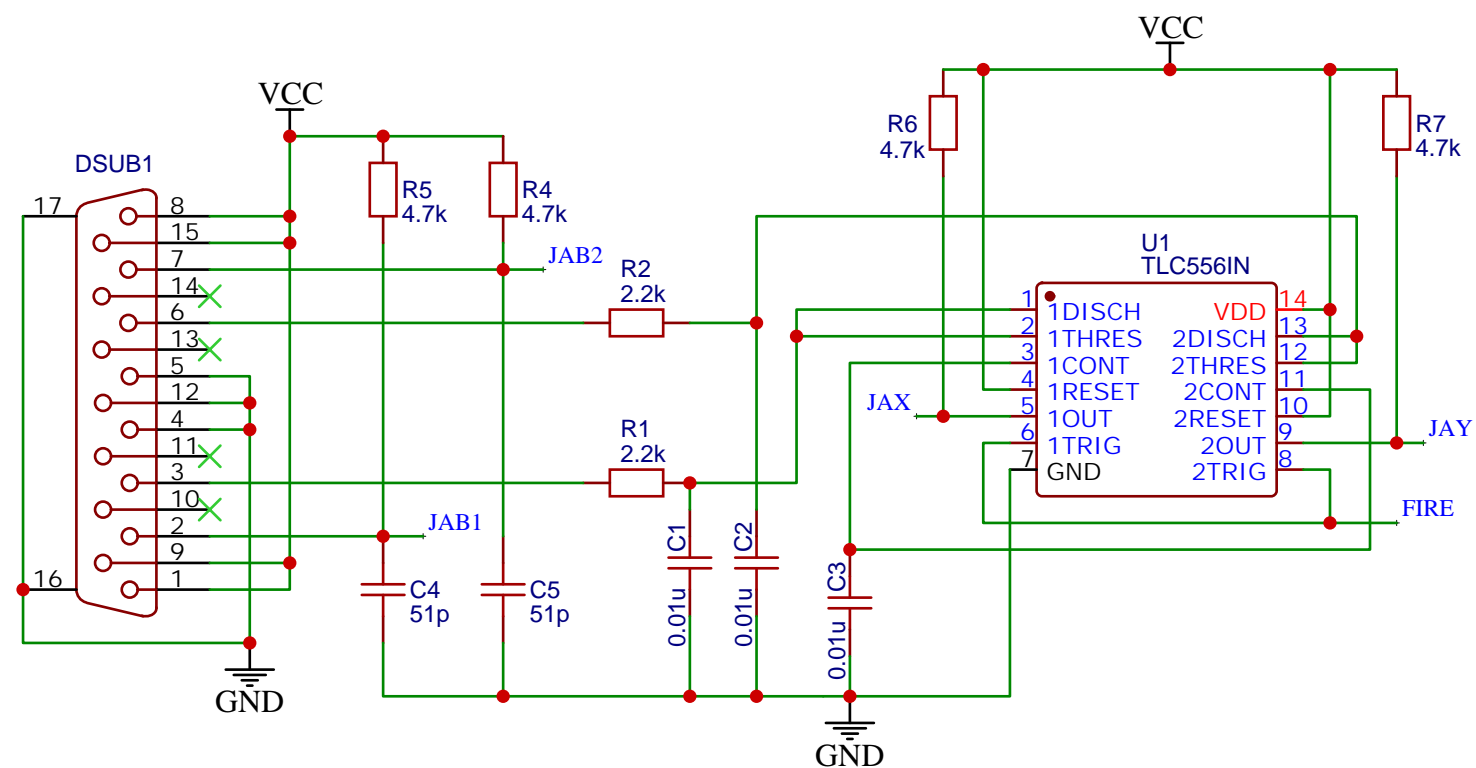 VCC
DSUB1
17
16
8
15
7
14
6
13
5
12
4
11
3
10
2
9
1
GND
R5
4.7k
R4
4.7k
JAB2
JAB1
C4
51p
C5
51p
R2
2.2k
R1
2.2k
C1
0.01u
C2
0.01u
C3
0.01u
GND
VCC
R6
4.7k
R7
4.7k
U1
TLC556IN
1 1DISCH
2 1THRES
3 1CONT
4 1RESET
5 1OUT
6 1TRIG
7 GND
VDD 14
2DISCH 13
2THRES 12
2CONT 11
2RESET 10
2OUT 9
2TRIG 8
JAX
JAY
FIRE